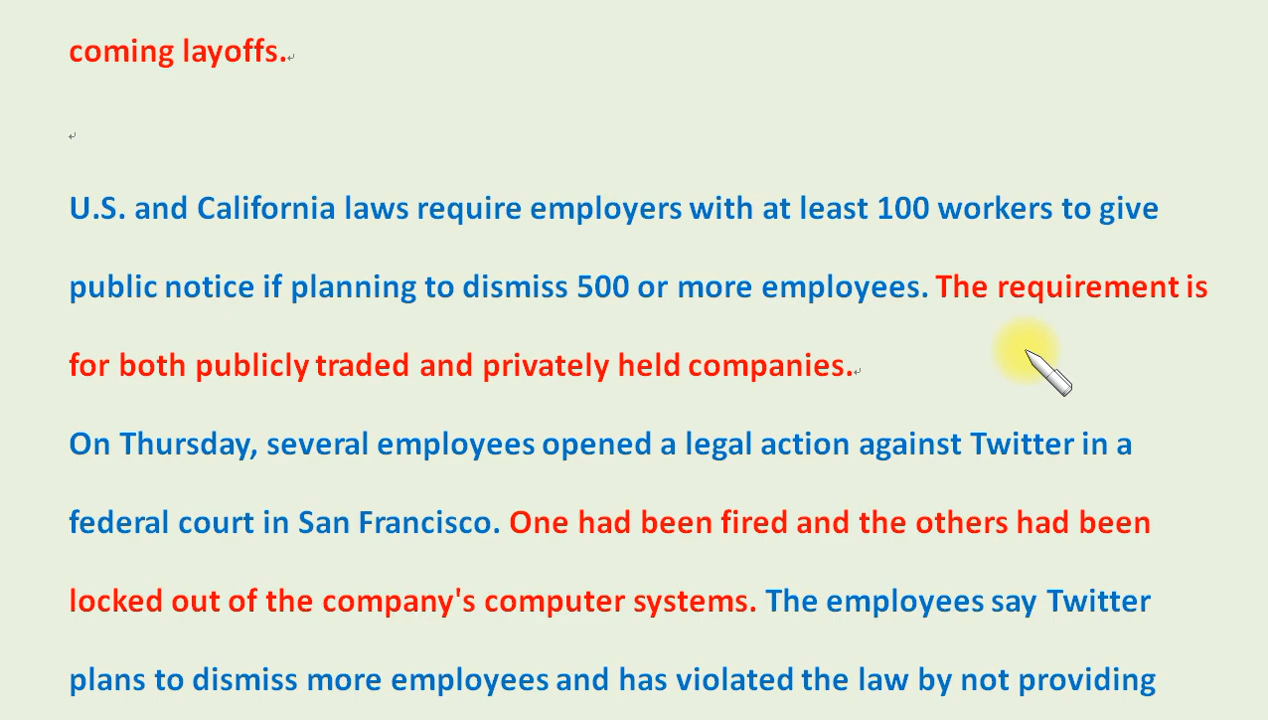 coming layoffs.
U.S. and California laws require employers with at least 100 workers to give
public notice if planning to dismiss 500 or more employees. The requirement is
for both publicly traded and privately held companies.
On Thursday, several employees opened a legal action against Twitter in a
federal court in San Francisco. One had been fired and the others had been
locked out of the company's computer systems. The employees say Twitter
plans to dismiss more employees and has violated the law by not providing